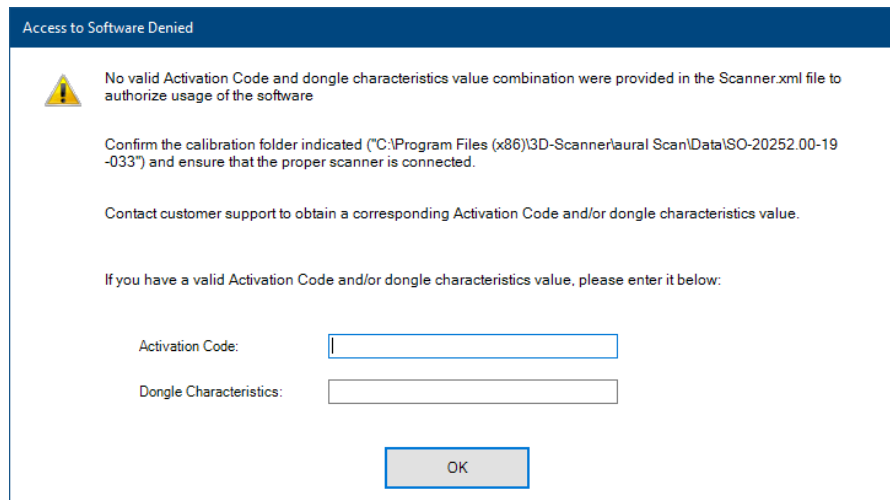 Access to Software Denied
No valid Activation Code and dongle characteristics value combination were provided in the Scanner.xml file to
authorize usage of the software
Confirm the calibration folder indicated ("C:\Program Files (x86)\3D-Scanner\aural Scan\Data\SO-20252.00-19
-033") and ensure that the proper scanner is connected.
Contact customer support to obtain a corresponding Activation Code and/or dongle characteristics value.
If you have a valid Activation Code and/or dongle characteristics value, please enter it below:
Activation Code:
Dongle Characteristics:
OK